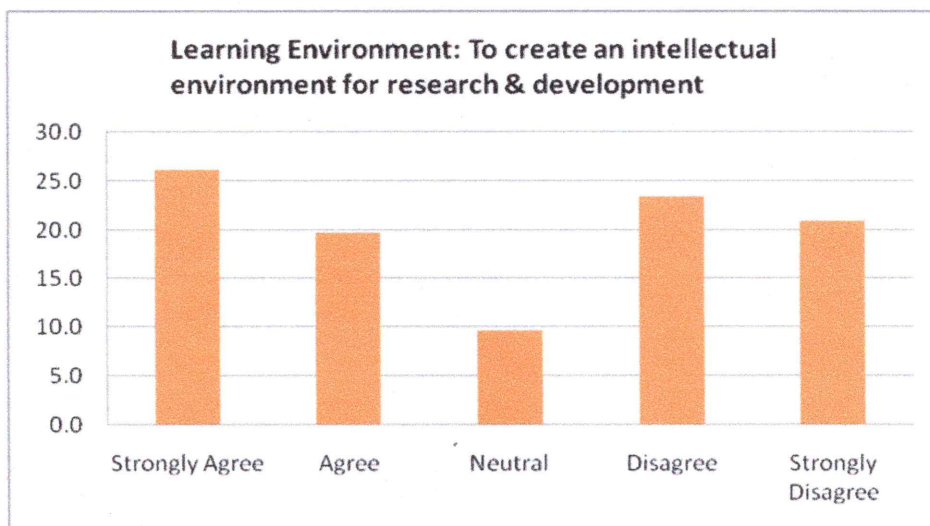 Learning Environment: To create an intellectual
environment for research & development
30.0
25.0
20.0
15.0
10.0
5.0
0.0
Strongly Agree
Agree
Neutral
Disagree
Strongly
Disagree